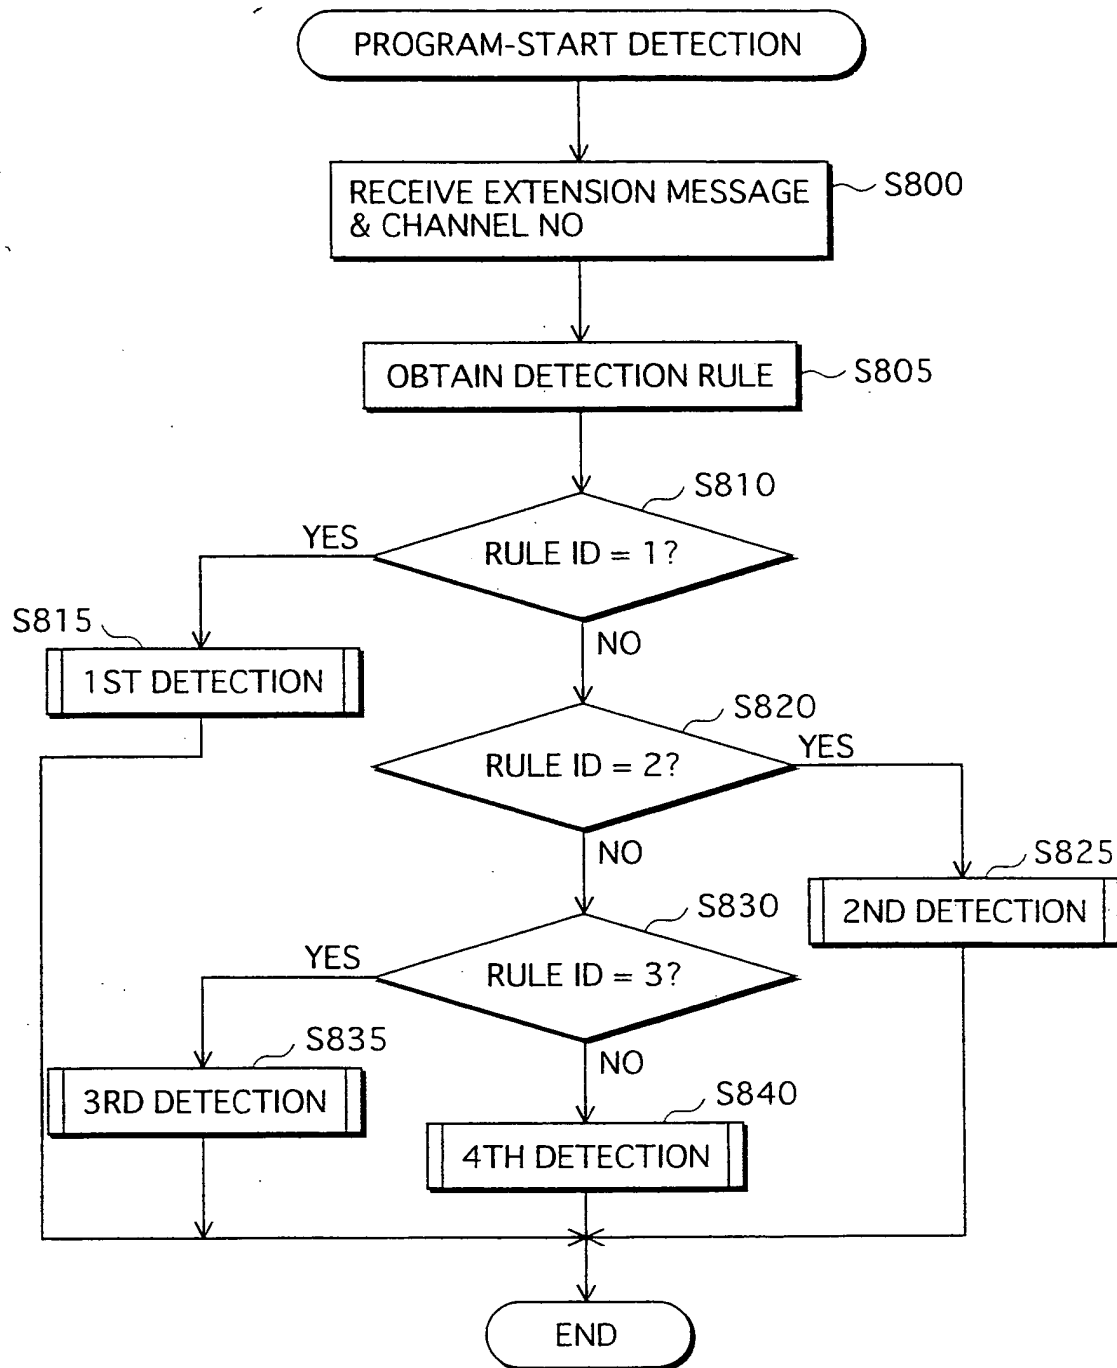 PROGRAM-START DETECTION
RECEIVE EXTENSION MESSAGE
& CHANNEL NO
S800
OBTAIN DETECTION RULE
S805
S810
YES
RULE ID = 1?
S815
NO
1ST DETECTION
S820
RULE ID = 2?
YES
NO
S825
2ND DETECTION
S830
YES
RULE ID = 3?
S835
NO
3RD DETECTION
S840
4TH DETECTION
END